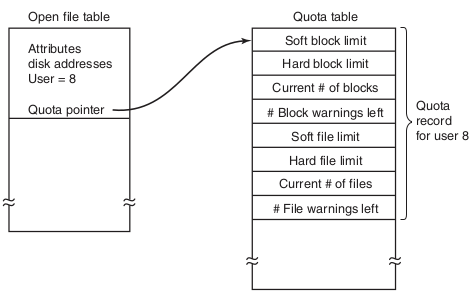 Open file table
Attributes
disk addresses
User = 8
Quota pointer
Quota table
Soft block limit
Hard block limit
Current # of blocks
# Block warnings left
Soft file limit
Hard file limit
Current # of files
# File warnings left
Quota
record
for user 8